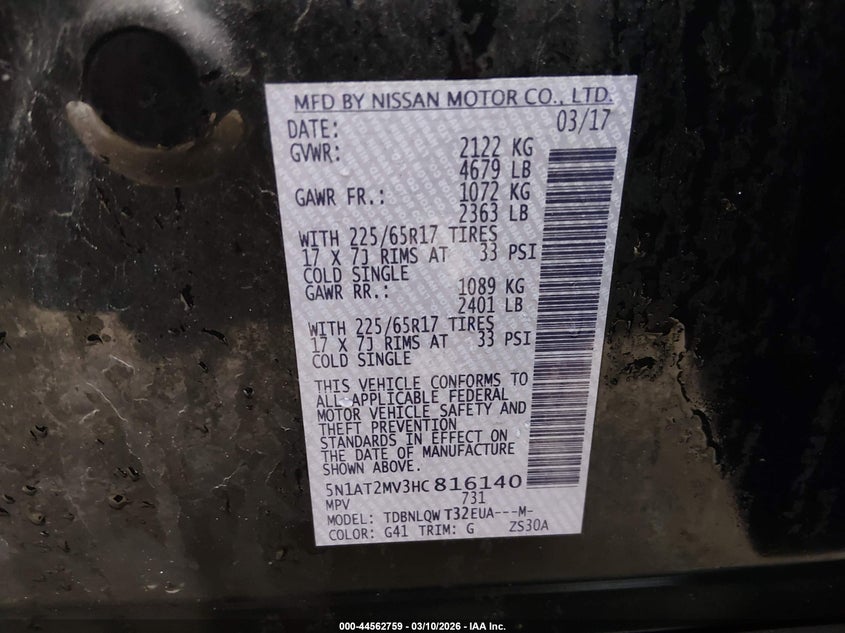 MFD BY NISSAN MOTOR CO., LTD.
DATE: 03/17
GVWR: 2122 KG
4679 LB
GAWR FR.: 1072 KG
2363 LB
WITH 225/65R17 TIRES
17 X 7J RIMS AT 33 PSI
COLD SINGLE
GAWR RR.: 1089 KG
2401 LB
WITH 225/65R17 TIRES
17 X 7J RIMS AT 33 PSI
COLD SINGLE
THIS VEHICLE CONFORMS TO
ALL APPLICABLE FEDERAL
MOTOR VEHICLE SAFETY AND
THEFT PREVENTION
STANDARDS IN EFFECT ON
THE DATE OF MANUFACTURE
SHOWN ABOVE.
5N1AT2MV3HC816140
MPV 731
MODEL: TDBNLQW T32EUA---M-
COLOR: G41 TRIM: G ZS30A
000-44562759 - 03/10/2026 - IAA Inc.